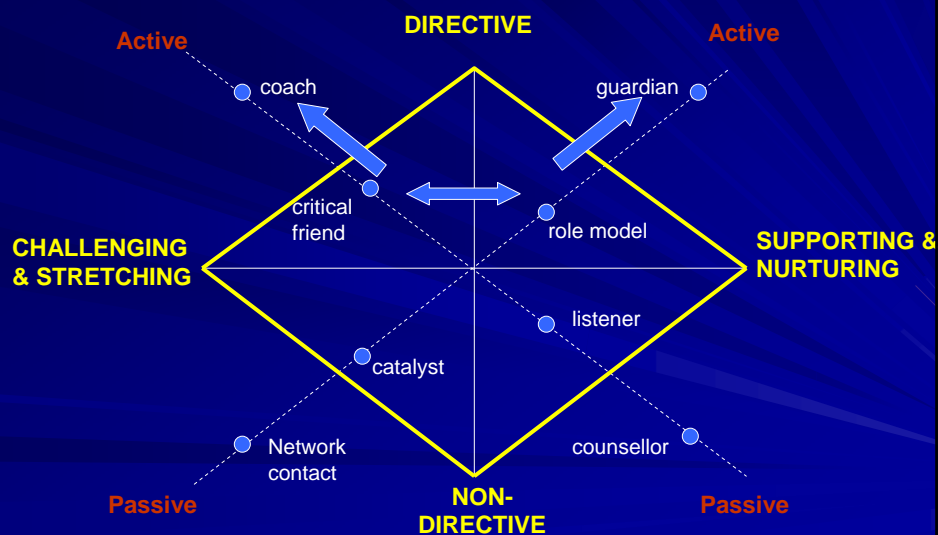 DIRECTIVE
Active
Active
coach
guardian
critical
friend
role model
CHALLENGING
& STRETCHING
SUPPORTING &
NURTURING
listener
catalyst
Network
contact
counsellor
Passive
NON-
DIRECTIVE
Passive